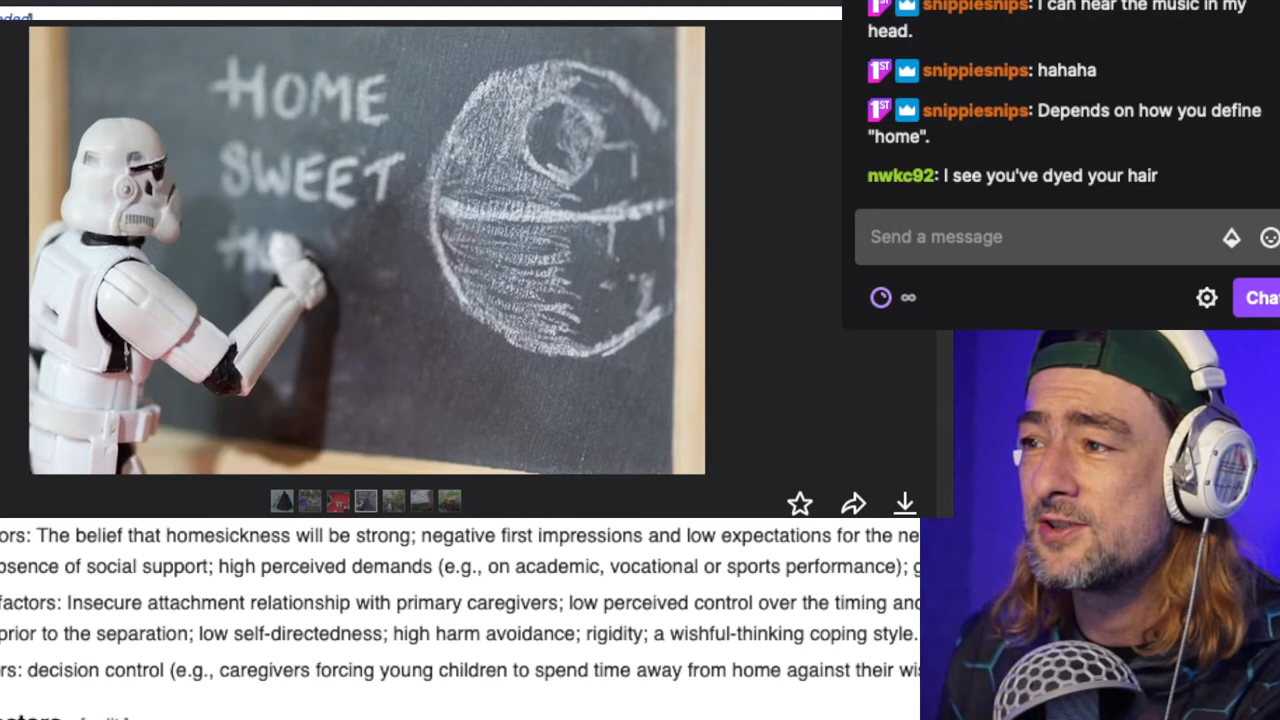 HOME
SWEET
snippiesnips: I can hear the music in my
head.
1ST snippiesnips: hahaha
1ST snippiesnips: Depends on how you define
"home".
nwkc92: I see you've dyed your hair
Send a message
Chat
ors: The belief that homesickness will be strong; negative first impressions and low expectations for the ne
bsence of social support; high perceived demands (e.g., on academic, vocational or sports performance); g
factors: Insecure attachment relationship with primary caregivers; low perceived control over the timing and
prior to the separation; low self-directedness; high harm avoidance; rigidity; a wishful-thinking coping style.
rs: decision control (e.g., caregivers forcing young children to spend time away from home against their wis